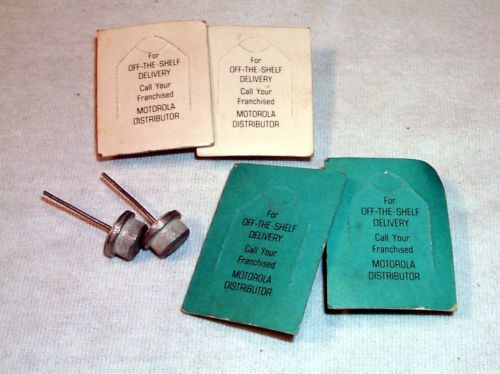 For
OFF-THE-SHELF
DELIVERY
Call Your
Franchised
MOTOROLA
DISTRIBUTOR
For
OFF-THE-SHELF
DELIVERY
Call Your
Franchised
MOTOROLA
DISTRIBUTOR
For
OFF-THE-SHELF
DELIVERY
Call Your
Franchised
MOTOROLA
DISTRIBUTOR
For
OFF-THE-SHELF
DELIVERY
Call Your
Franchised
MOTOROLA
DISTRIBUTOR